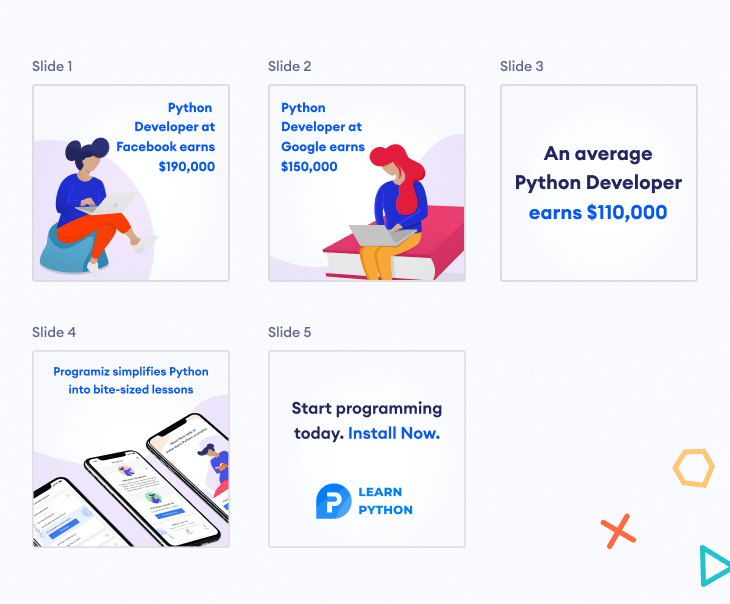 Slide 1
Python
Developer at
Facebook earns
$190,000
Slide 2
Python
Developer at
Google earns
$150,000
Slide 3
An average
Python Developer
earns $110,000
Slide 4
Programiz simplifies Python
into bite-sized lessons
Slide 5
Start programming
today. Install Now.
LEARN
PYTHON